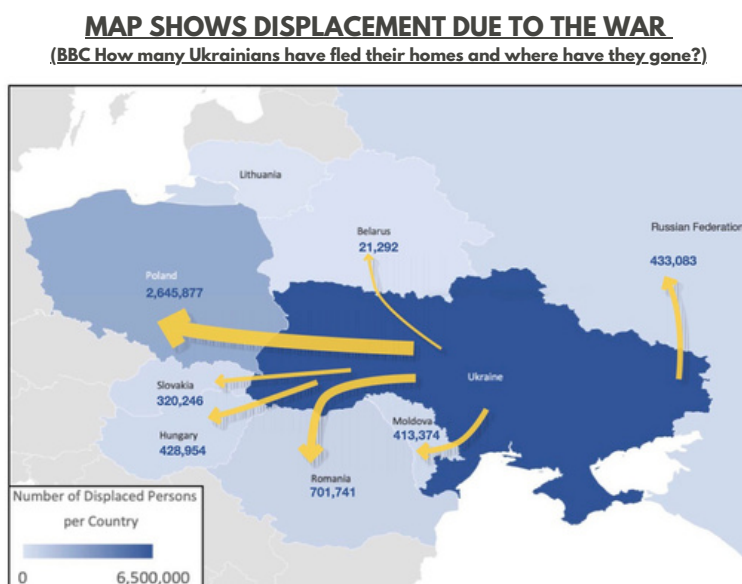 MAP SHOWS DISPLACEMENT DUE TO THE WAR
(BBC How many Ukrainians have fled their homes and where have they gone?)
Lithuania
Belarus
21,292
Russian Federation
433,083
Poland
2,645,877
Ukraine
Slovakia
320,246
Hungary
428,954
Moldova
413,374
Romania
701,741
Number of Displaced Persons
per Country
0 6,500,000